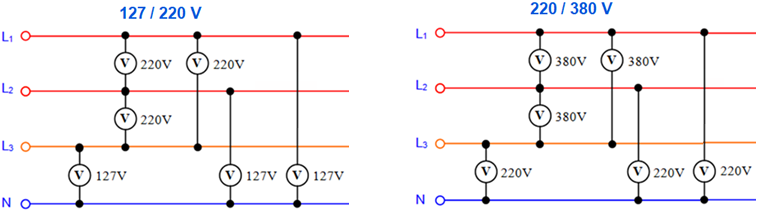 127 / 220 V
L1
V 220V
V 220V
L2
V 220V
L3
V 127V
V 127V
V 127V
N
220 / 380 V
L1
V 380V
V 380V
L2
V 380V
L3
V 220V
V 220V
V 220V
N